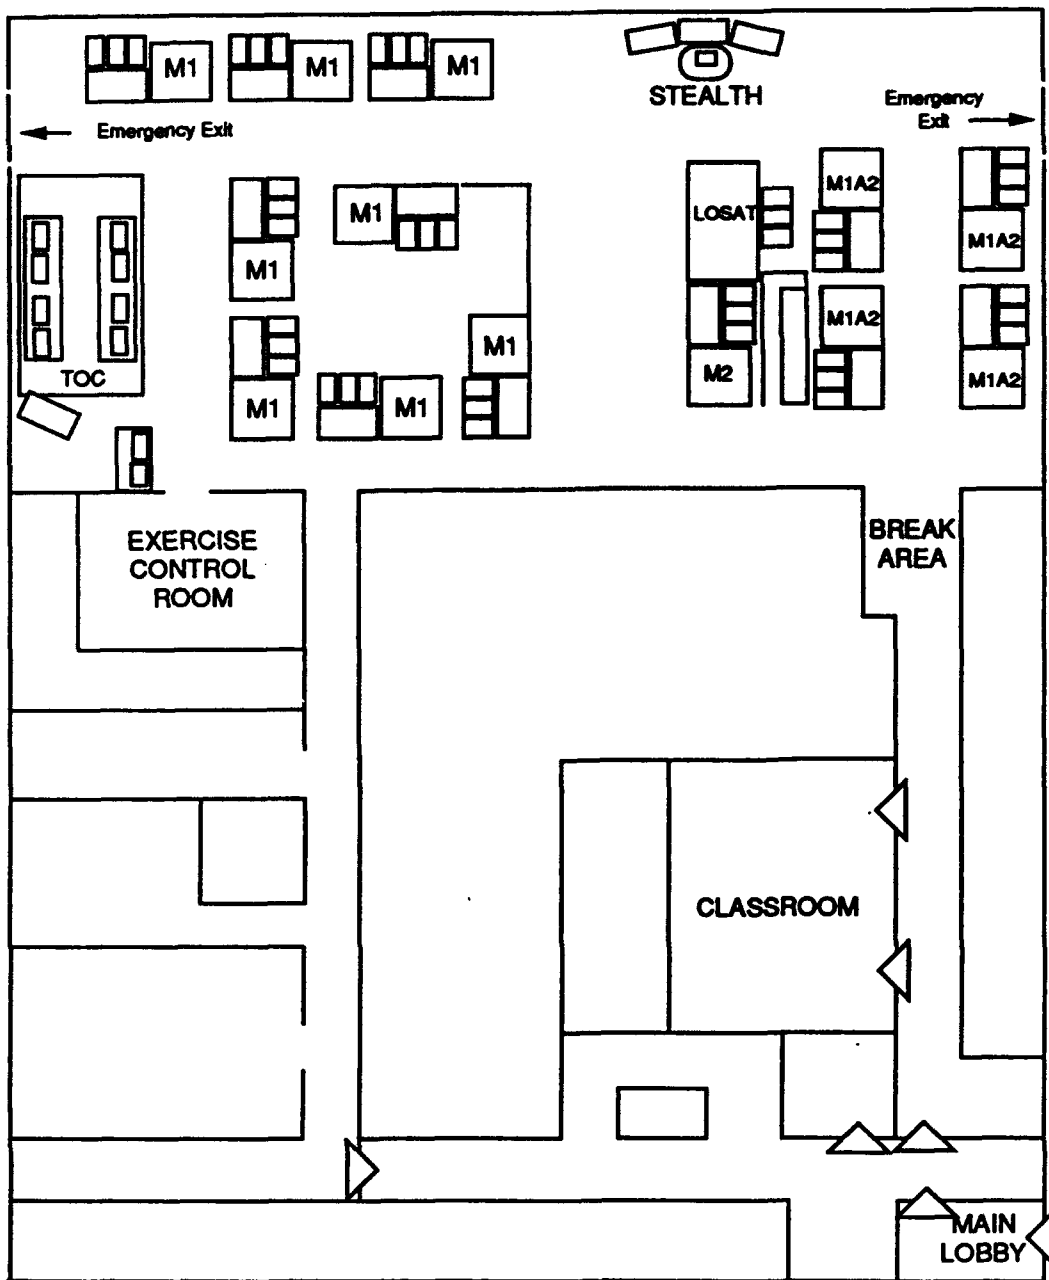 M1
M1
M1
STEALTH
Emergency
Exit
Emergency Exit
M1
M1A2
LOSAT
M1A2
M1
M1A2
M1
M2
M1A2
TOC
M1
M1
EXERCISE
CONTROL
ROOM
BREAK
AREA
CLASSROOM
MAIN
LOBBY